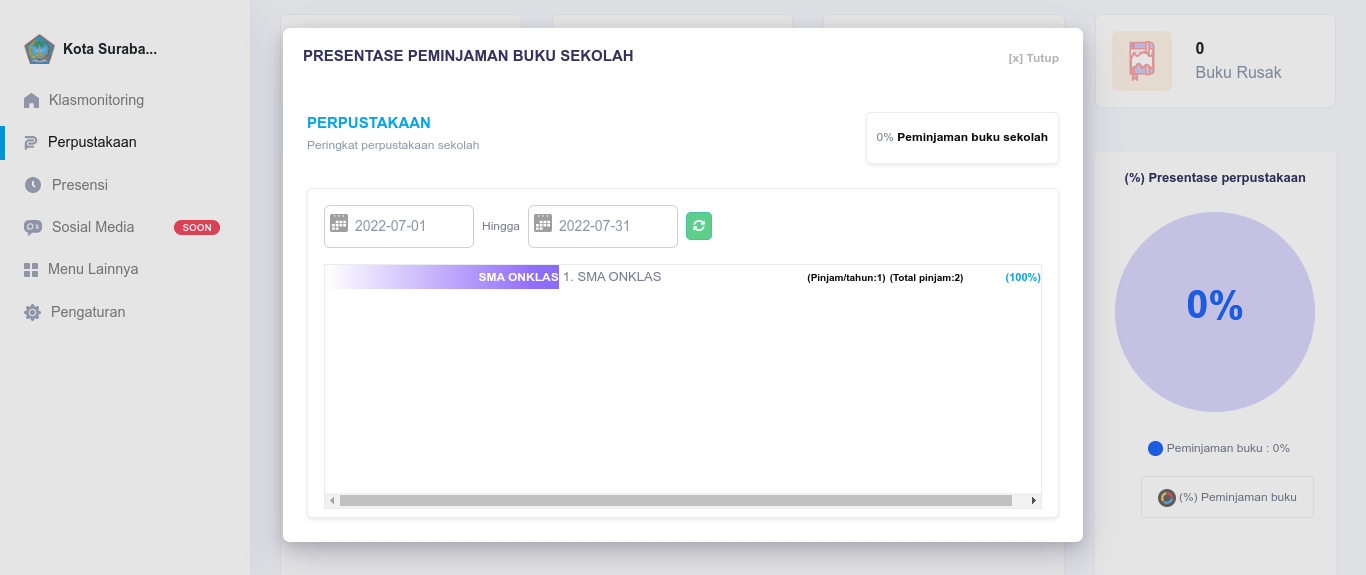 Kota Suraba...
Klasmonitoring
Perpustakaan
Presensi
Sosial Media SOON
Menu Lainnya
Pengaturan
PRESENTASE PEMINJAMAN BUKU SEKOLAH
[x] Tutup
PERPUSTAKAAN
Peringkat perpustakaan sekolah
0% Peminjaman buku sekolah
2022-07-01 Hingga 2022-07-31
SMA ONKLAS 1. SMA ONKLAS (Pinjam/tahun:1) (Total pinjam:2) (100%)
0
Buku Rusak
(%) Presentase perpustakaan
0%
Peminjaman buku : 0%
(%) Peminjaman buku